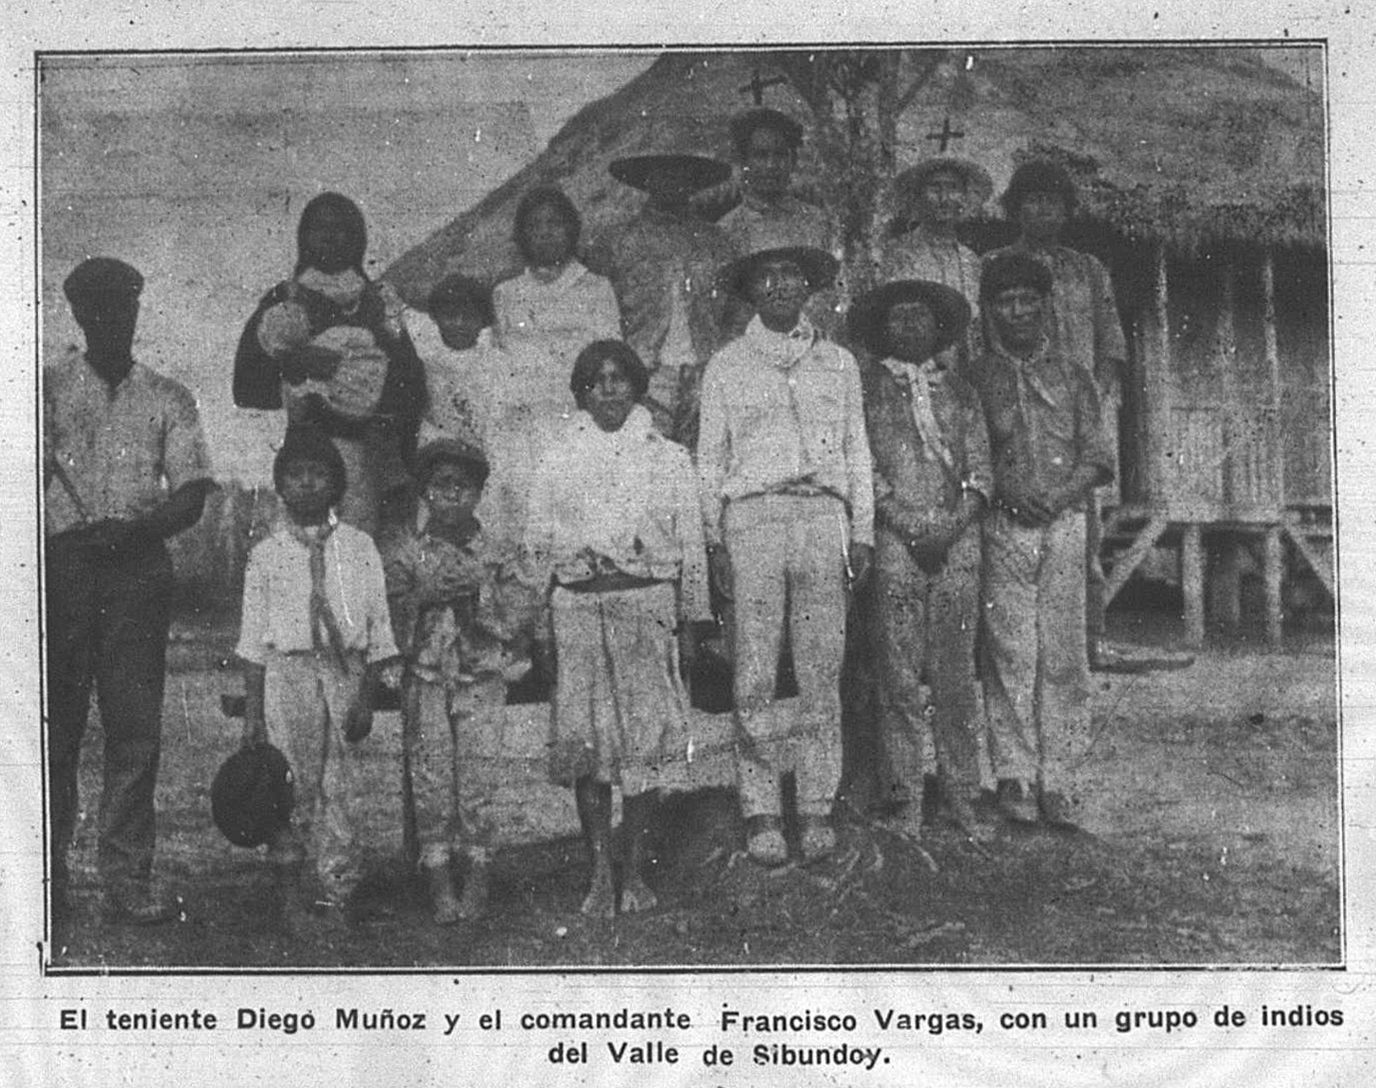 El teniente Diego Muñoz y el comandante Francisco Vargas, con un grupo de indios
del Valle de Sibundoy.